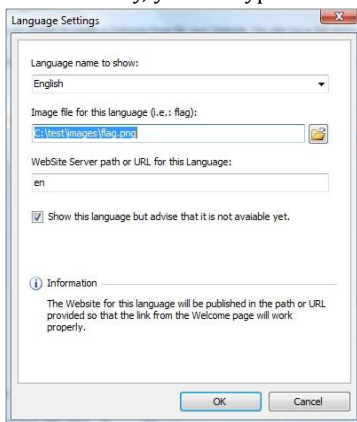 Language Settings
Language name to show:
English
Image file for this language (i.e.: flag):
C:\test\images\flag.png
WebSite Server path or URL for this Language:
en
Show this language but advise that it is not avaiable yet.
Information
The Website for this language will be published in the path or URL
provided so that the link from the Welcome page will work
properly.
OK Cancel